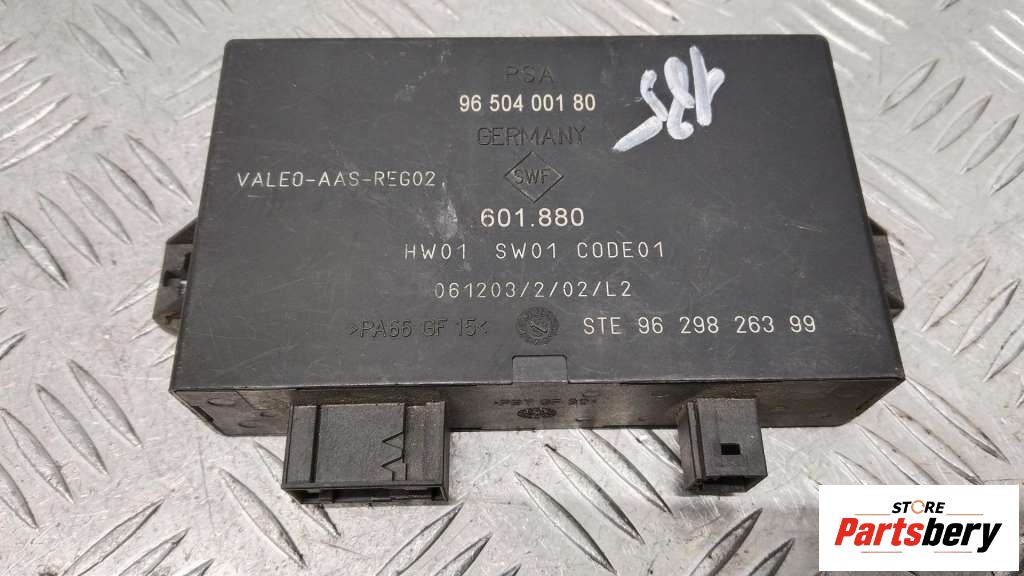 PSA
96 504 001 80
GERMANY
SWF
VALEO-AAS-REG02
601.880
HW01 SW01 CODE01
061203/2/02/L2
>PA66 GF 15<
STE 96 298 263 99
STORE
Partsbery